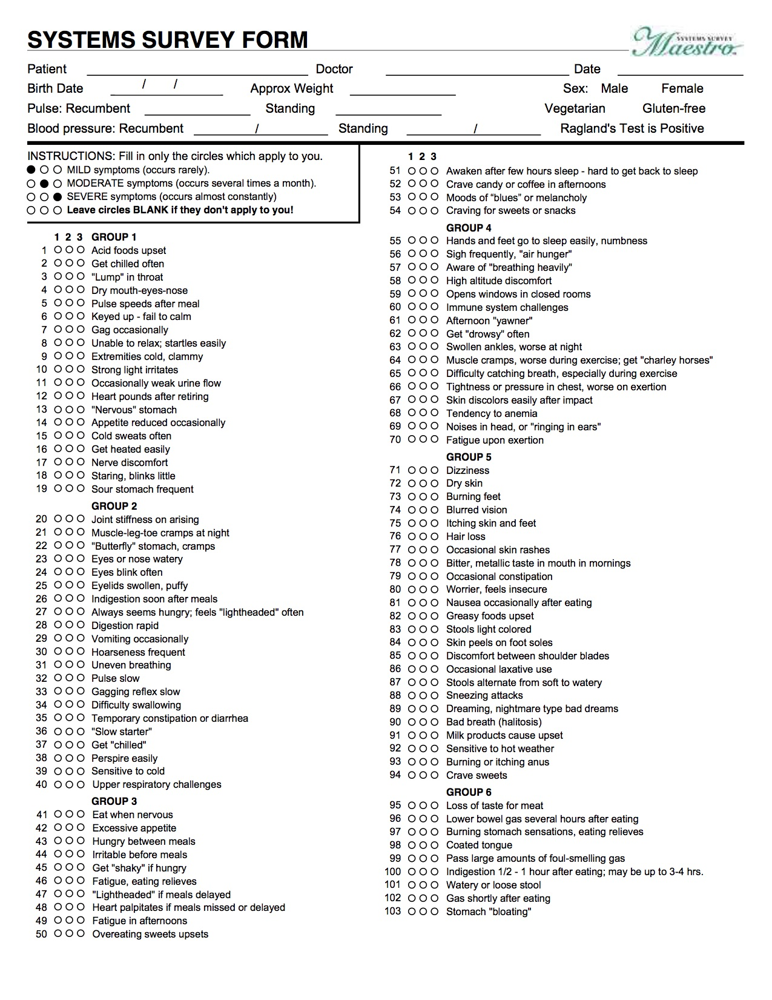 SYSTEMS SURVEY FORM
SYSTEMS SURVEY
Maestro
Patient Doctor Date
Birth Date / / Approx Weight Sex: Male Female
Pulse: Recumbent Standing Vegetarian Gluten-free
Blood pressure: Recumbent / Standing / Ragland's Test is Positive
INSTRUCTIONS: Fill in only the circles which apply to you.
MILD symptoms (occurs rarely).
MODERATE symptoms (occurs several times a month).
SEVERE symptoms (occurs almost constantly)
Leave circles BLANK if they don't apply to you!
1 2 3 GROUP 1
1 Acid foods upset
2 Get chilled often
3 "Lump" in throat
4 Dry mouth-eyes-nose
5 Pulse speeds after meal
6 Keyed up - fail to calm
7 Gag occasionally
8 Unable to relax; startles easily
9 Extremities cold, clammy
10 Strong light irritates
11 Occasionally weak urine flow
12 Heart pounds after retiring
13 "Nervous" stomach
14 Appetite reduced occasionally
15 Cold sweats often
16 Get heated easily
17 Nerve discomfort
18 Staring, blinks little
19 Sour stomach frequent
GROUP 2
20 Joint stiffness on arising
21 Muscle-leg-toe cramps at night
22 "Butterfly" stomach, cramps
23 Eyes or nose watery
24 Eyes blink often
25 Eyelids swollen, puffy
26 Indigestion soon after meals
27 Always seems hungry; feels "lightheaded" often
28 Digestion rapid
29 Vomiting occasionally
30 Hoarseness frequent
31 Uneven breathing
32 Pulse slow
33 Gagging reflex slow
34 Difficulty swallowing
35 Temporary constipation or diarrhea
36 "Slow starter"
37 Get "chilled"
38 Perspire easily
39 Sensitive to cold
40 Upper respiratory challenges
GROUP 3
41 Eat when nervous
42 Excessive appetite
43 Hungry between meals
44 Irritable before meals
45 Get "shaky" if hungry
46 Fatigue, eating relieves
47 "Lightheaded" if meals delayed
48 Heart palpitates if meals missed or delayed
49 Fatigue in afternoons
50 Overeating sweets upsets
1 2 3
51 Awaken after few hours sleep - hard to get back to sleep
52 Crave candy or coffee in afternoons
53 Moods of “blues” or melancholy
54 Craving for sweets or snacks
GROUP 4
55 Hands and feet go to sleep easily, numbness
56 Sigh frequently, "air hunger"
57 Aware of "breathing heavily"
58 High altitude discomfort
59 Opens windows in closed rooms
60 Immune system challenges
61 Afternoon "yawner"
62 Get "drowsy" often
63 Swollen ankles, worse at night
64 Muscle cramps, worse during exercise; get "charley horses"
65 Difficulty catching breath, especially during exercise
66 Tightness or pressure in chest, worse on exertion
67 Skin discolors easily after impact
68 Tendency to anemia
69 Noises in head, or "ringing in ears"
70 Fatigue upon exertion
GROUP 5
71 Dizziness
72 Dry skin
73 Burning feet
74 Blurred vision
75 Itching skin and feet
76 Hair loss
77 Occasional skin rashes
78 Bitter, metallic taste in mouth in mornings
79 Occasional constipation
80 Worrier, feels insecure
81 Nausea occasionally after eating
82 Greasy foods upset
83 Stools light colored
84 Skin peels on foot soles
85 Discomfort between shoulder blades
86 Occasional laxative use
87 Stools alternate from soft to watery
88 Sneezing attacks
89 Dreaming, nightmare type bad dreams
90 Bad breath (halitosis)
91 Milk products cause upset
92 Sensitive to hot weather
93 Burning or itching anus
94 Crave sweets
GROUP 6
95 Loss of taste for meat
96 Lower bowel gas several hours after eating
97 Burning stomach sensations, eating relieves
98 Coated tongue
99 Pass large amounts of foul-smelling gas
100 Indigestion 1/2 - 1 hour after eating; may be up to 3-4 hrs.
101 Watery or loose stool
102 Gas shortly after eating
103 Stomach "bloating"